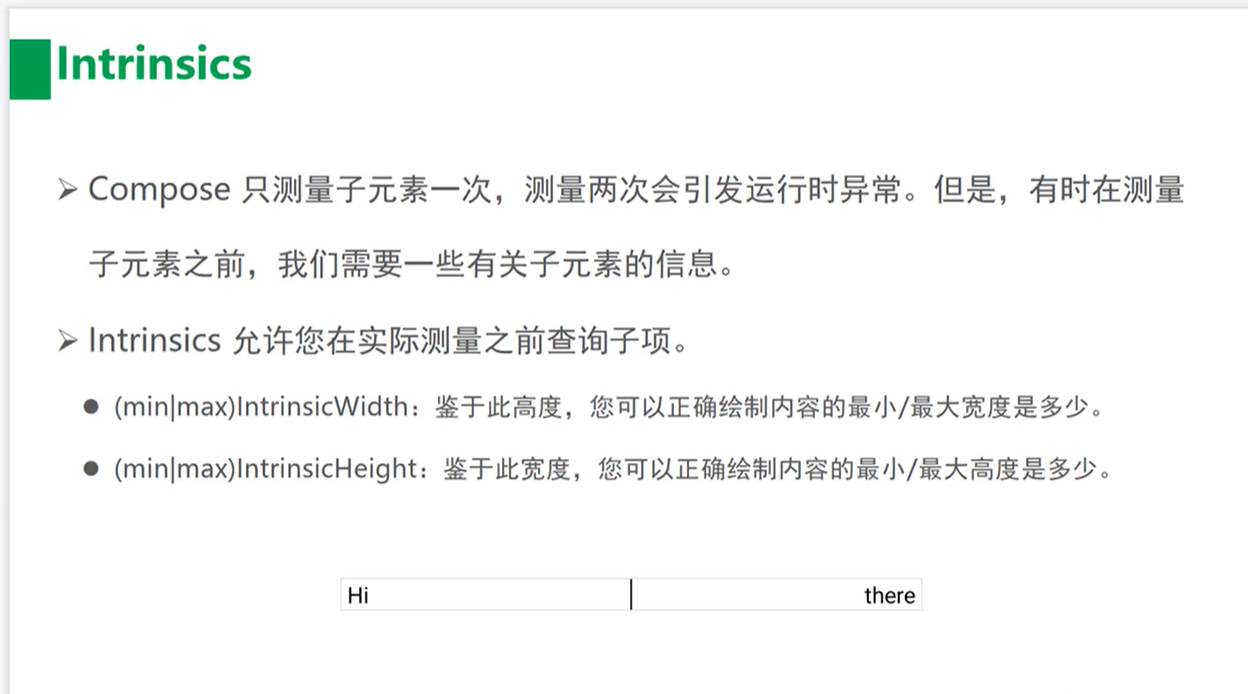 Intrinsics
➢ Compose 只测量子元素一次，测量两次会引发运行时异常。但是，有时在测量
子元素之前，我们需要一些有关子元素的信息。
➢ Intrinsics 允许您在实际测量之前查询子项。
● (min|max)IntrinsicWidth：鉴于此高度，您可以正确绘制内容的最小/最大宽度是多少。
● (min|max)IntrinsicHeight：鉴于此宽度，您可以正确绘制内容的最小/最大高度是多少。
Hi there